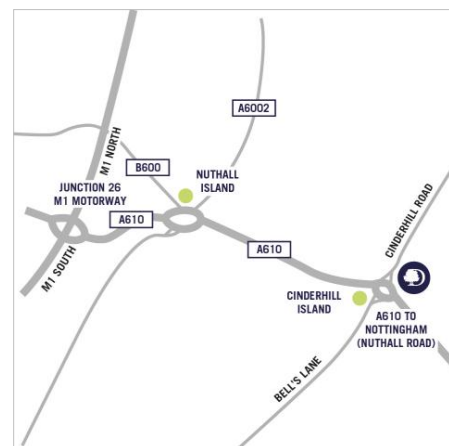 A6002
M1 NORTH
B600
NUTHALL
ISLAND
JUNCTION 26
M1 MOTORWAY
A610
CINDERHILL ROAD
A610
M1 SOUTH
CINDERHILL
ISLAND
A610 TO
NOTTINGHAM
(NUTHALL ROAD)
BELL'S LANE